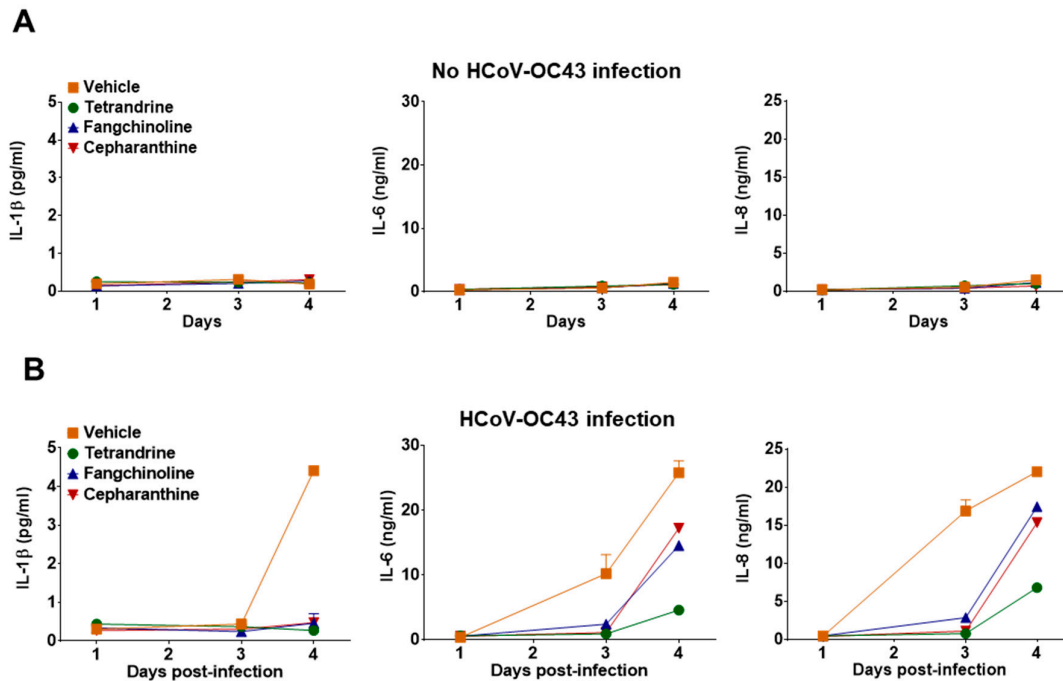 A
No HCoV-OC43 infection
Vehicle
Tetrandrine
Fangchinoline
Cepharanthine
IL-1β (pg/ml)
5
4
3
2
1
0
1 2 3 4
Days
IL-6 (ng/ml)
30
20
10
0
1 2 3 4
Days
IL-8 (ng/ml)
25
20
15
10
5
0
1 2 3 4
Days
B
HCoV-OC43 infection
Vehicle
Tetrandrine
Fangchinoline
Cepharanthine
IL-1β (pg/ml)
5
4
3
2
1
0
1 2 3 4
Days post-infection
IL-6 (ng/ml)
30
20
10
0
1 2 3 4
Days post-infection
IL-8 (ng/ml)
25
20
15
10
5
0
1 2 3 4
Days post-infection